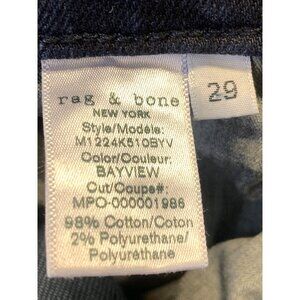 rag & bone
NEW YORK
Style/Modèle:
M1224K510BYV
Color/Couleur:
BAYVIEW
Cut/Coupe#:
MPO-000001986
98% Cotton/Coton
2% Polyurethane/
Polyurethane
29